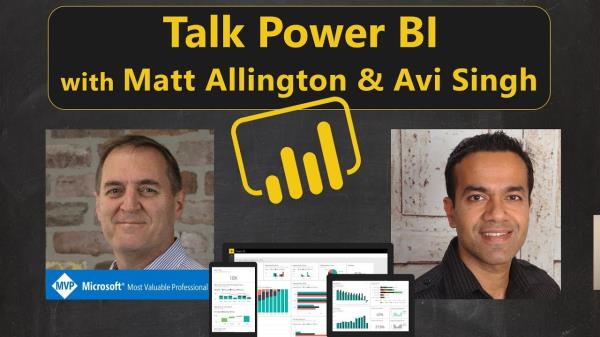 Talk Power BI
with Matt Allington & Avi Singh
MVP Microsoft® Most Valuable Professional